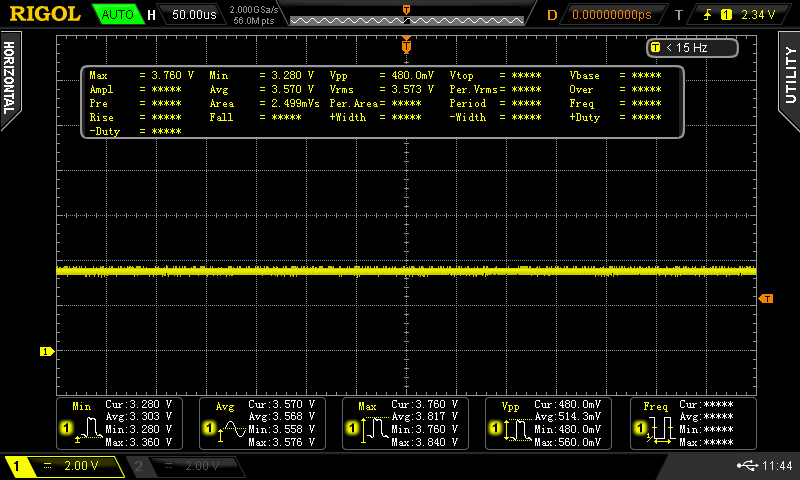 RIGOL AUTO H 50.00us 2.000GSa/s 56.0M pts T D 0.00000000ps T 1 2.34 V
T
T < 15 Hz
HORIZONTAL
UTILITY
Max = 3.760 V Min = 3.280 V Vpp = 480.0mV Vtop = ***** Vbase = *****
Ampl = ***** Avg = 3.570 V Vrms = 3.573 V Per.Vrms= ***** Over = *****
Pre = ***** Area = 2.499mVs Per.Area= ***** Period = ***** Freq = *****
Rise = ***** Fall = ***** +Width = ***** -Width = ***** +Duty = *****
-Duty = *****
T
1
Min Cur:3.280 V Avg Cur:3.570 V Max Cur:3.760 V Vpp Cur:480.0mV Freq Cur:*****
Avg:3.303 V Avg:3.568 V Avg:3.817 V Avg:514.3mV Avg:*****
1 Min:3.280 V 1 Min:3.558 V 1 Min:3.760 V 1 Min:480.0mV 1 Min:*****
Max:3.360 V Max:3.576 V Max:3.840 V Max:560.0mV Max:*****
1 2.00 V 2 2.00 V 11:44